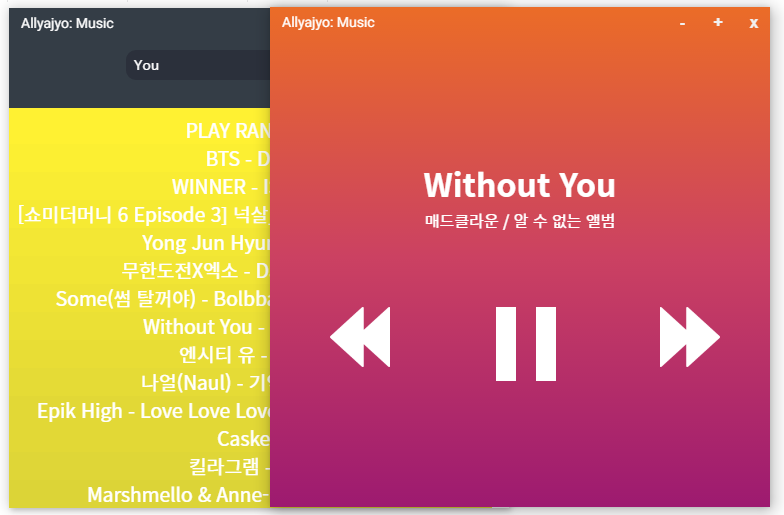 Allyajyo: Music
You
PLAY RAN
BTS - D
WINNER - I
[쇼미더머니 6 Episode 3] 넉살
Yong Jun Hyu
무한도전X엑소 - D
Some(썸 탈꺼야) - Bolbba
Without You -
엔시티 유 -
나얼(Naul) - 기
Epik High - Love Love Lov
Caske
킬라그램 -
Marshmello & Anne-
Allyajyo: Music
- + x
Without You
매드클라운 / 알 수 없는 앨범